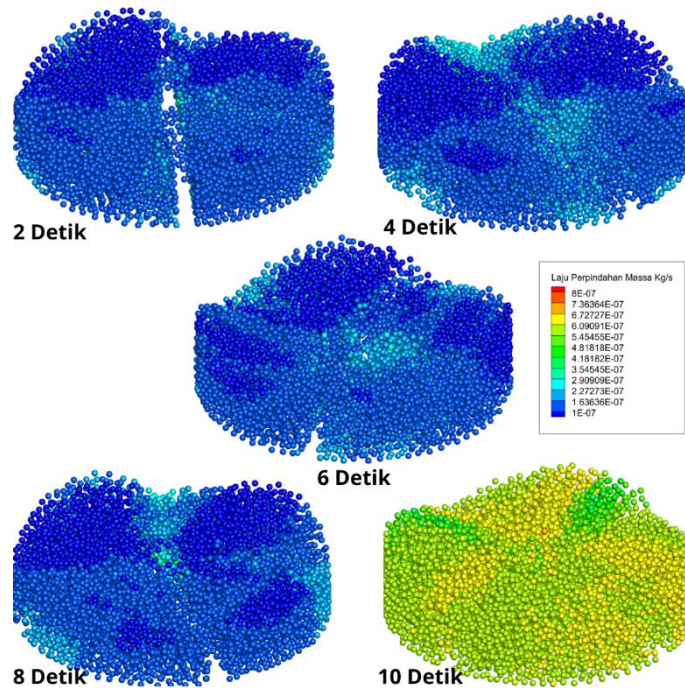 2 Detik
4 Detik
Laju Perpindahan Massa Kg/s
8E-07
7.36364E-07
6.72727E-07
6.09091E-07
5.45455E-07
4.81818E-07
4.18182E-07
3.54545E-07
2.90909E-07
2.27273E-07
1.63636E-07
1E-07
6 Detik
8 Detik
10 Detik